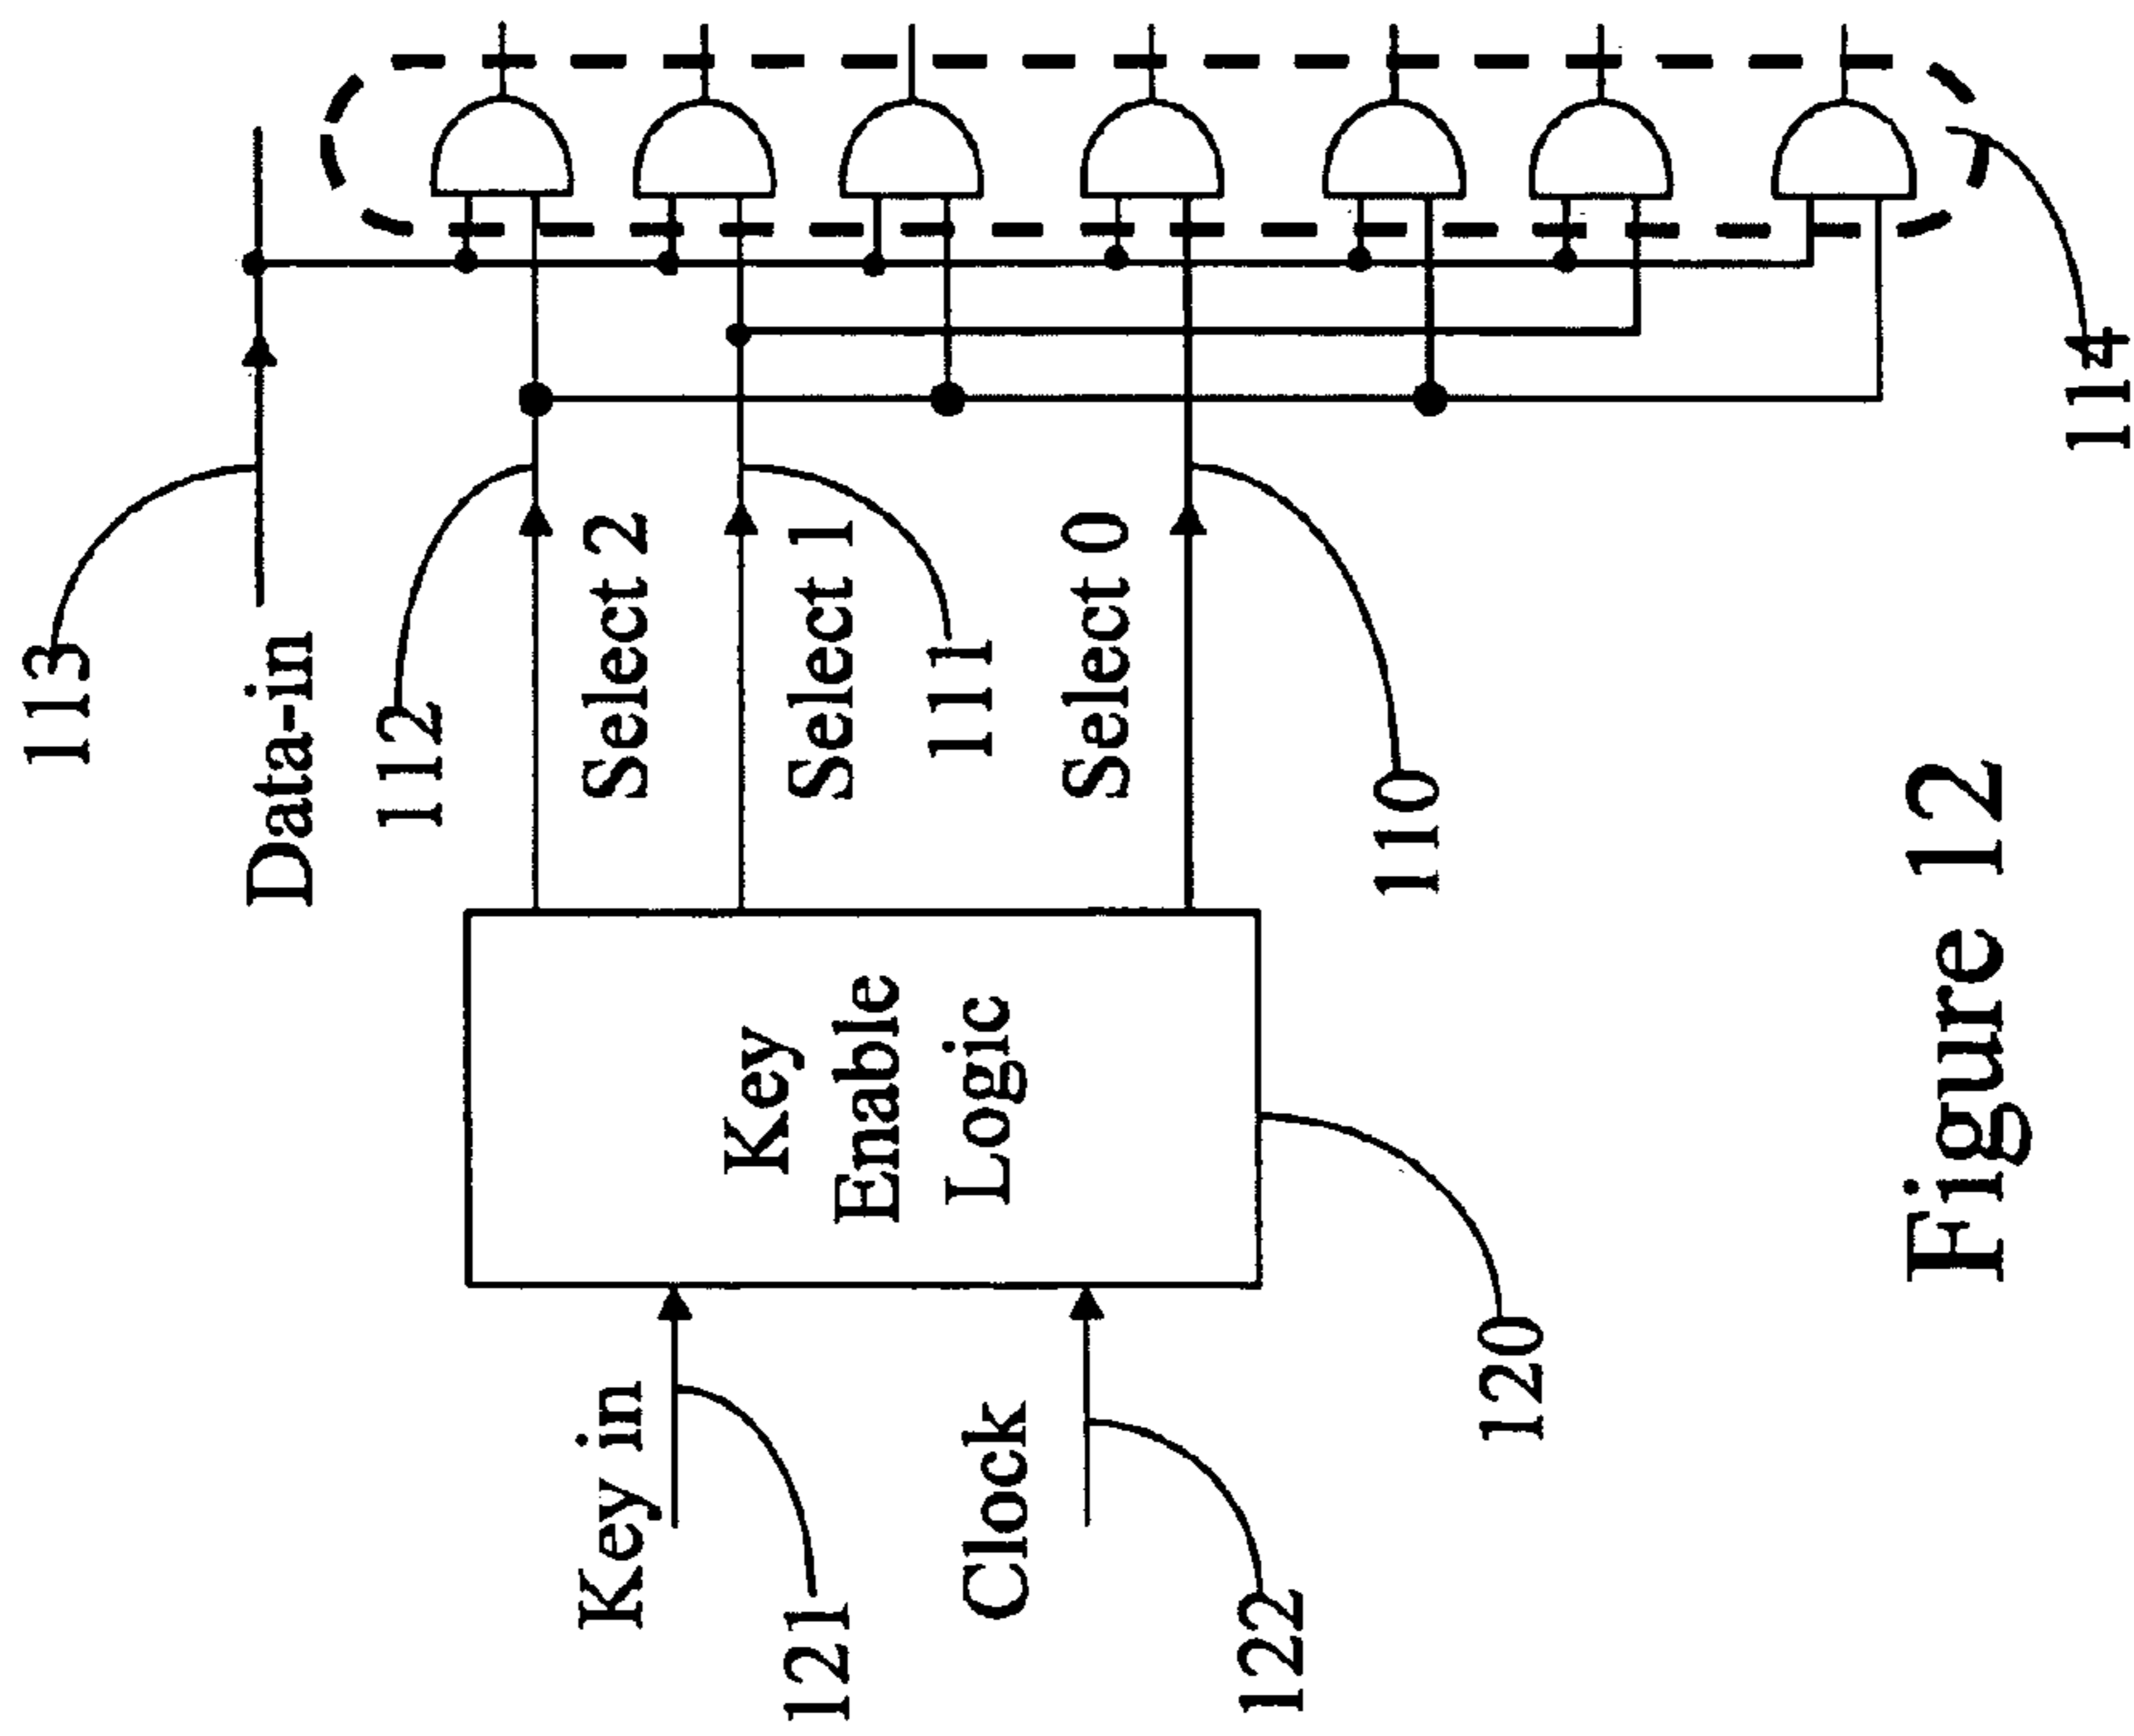 113
Data-in
112
Select 2
Select 1
111
Select 0
110
114
Key
Enable
Logic
Key in
121
Clock
122
120
Figure 12